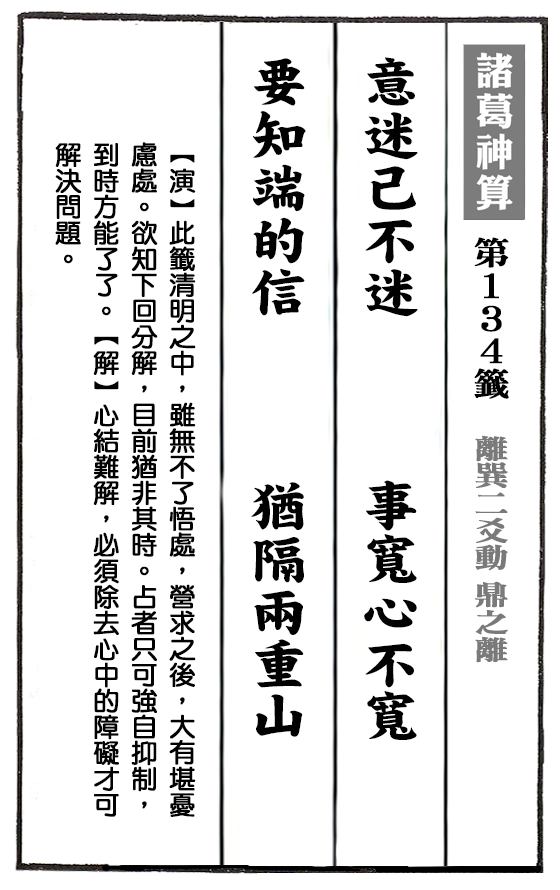 諸葛神算 第134籤 離巽二爻動 鼎之離
意迷己不迷 事寬心不寬
要知端的信 猶隔兩重山
【演】此籤清明之中，雖無不了悟處，營求之後，大有堪憂
慮處。欲知下回分解，目前猶非其時。占者只可強自抑制，
到時方能了了。【解】心結難解，必須除去心中的障礙才可
解決問題。